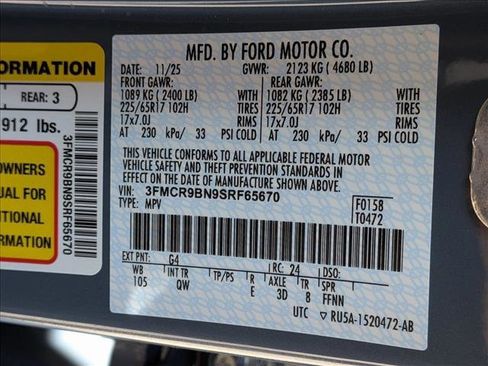 FORMATION
REAR: 3
912 lbs.
OWNERS
NUAL FOR
FORMATION
3FMCR9BN9SRF65670
MFD. BY FORD MOTOR CO.
DATE: 11/25 GVWR: 2123 KG ( 4680 LB)
FRONT GAWR: REAR GAWR:
1089 KG ( 2400 LB) WITH 1082 KG ( 2385 LB) WITH
225/65R17 102H TIRES 225/65R17 102H TIRES
17x7.0J RIMS 17x7.0J RIMS
AT 230 kPa/ 33 PSI COLD AT 230 kPa/ 33 PSI COLD
THIS VEHICLE CONFORMS TO ALL APPLICABLE FEDERAL MOTOR
VEHICLE SAFETY AND THEFT PREVENTION STANDARDS IN EFFECT
ON THE DATE OF MANUFACTURE SHOWN ABOVE.
VIN: 3FMCR9BN9SRF65670 F0158
TYPE: MPV T0472
EXT PNT: G4 RC: 24 DSO:
WB INT TR TP/PS R AXLE TR SPR
105 QW E 3D 8 FFNN
UTC RU5A-1520472-AB